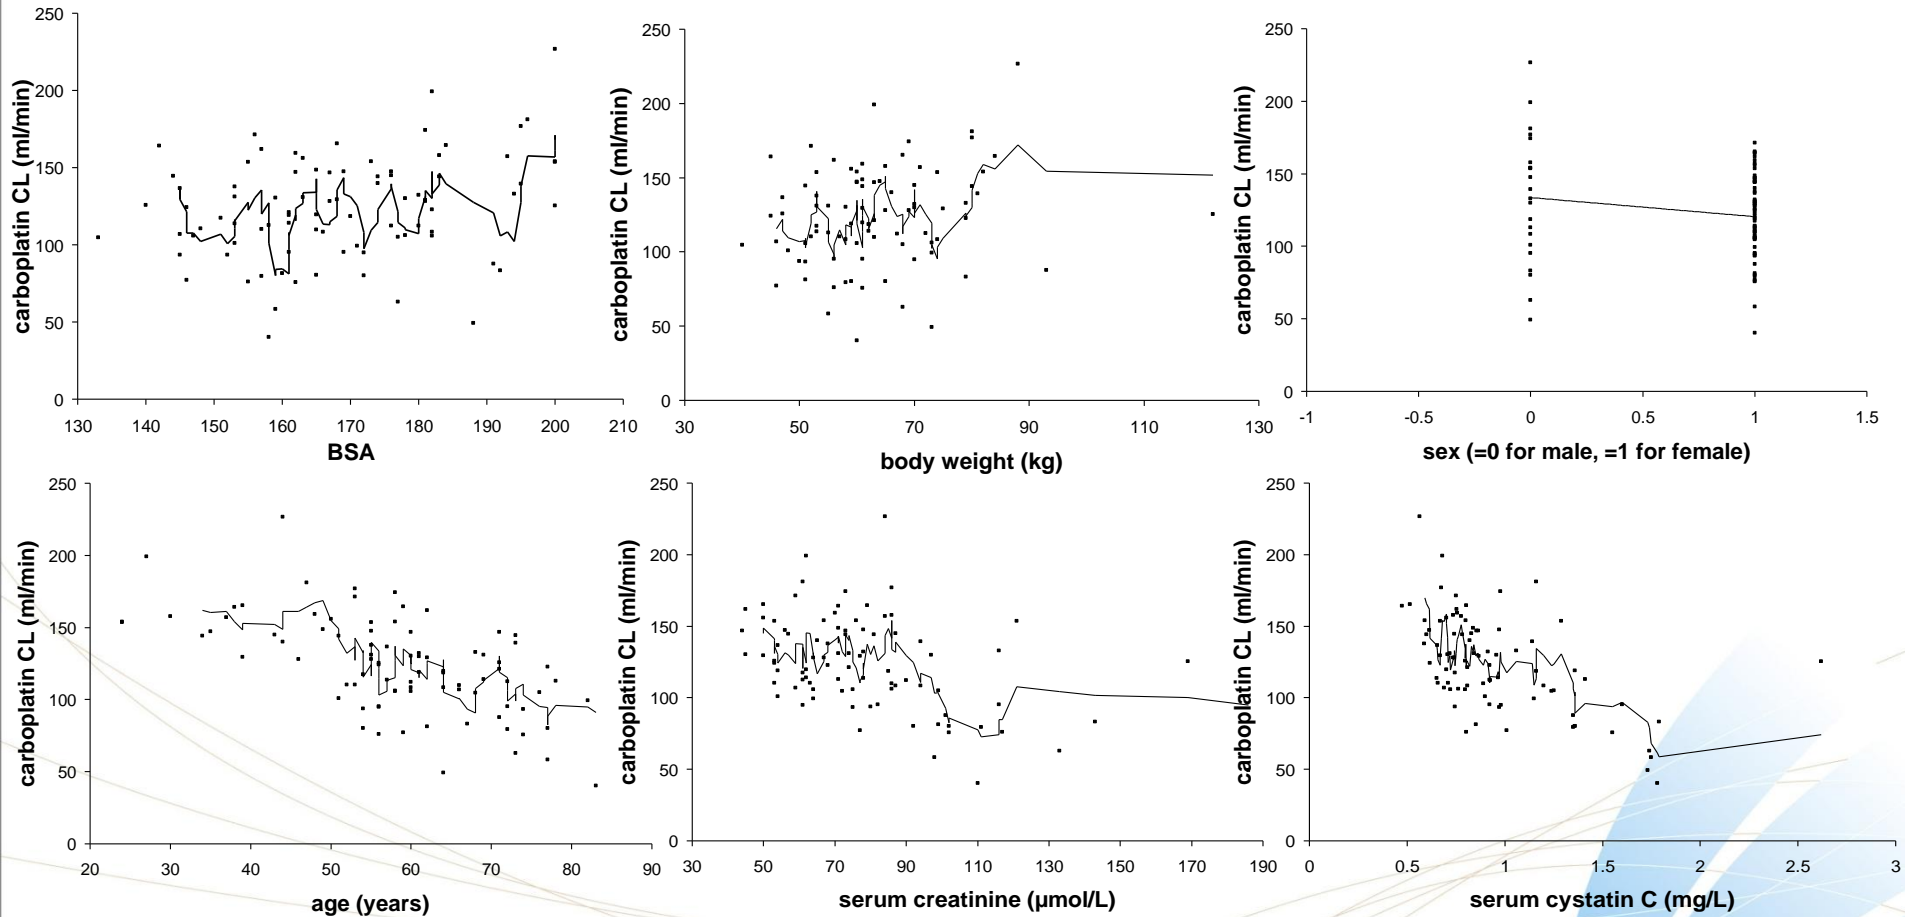 250
200
150
100
50
0
130 140 150 160 170 180 190 200 210
carboplatin CL (ml/min)
BSA
250
200
150
100
50
0
30 50 70 90 110 130
carboplatin CL (ml/min)
body weight (kg)
250
200
150
100
50
0
-1 -0.5 0 0.5 1 1.5
carboplatin CL (ml/min)
sex (=0 for male, =1 for female)
250
200
150
100
50
0
20 30 40 50 60 70 80 90
carboplatin CL (ml/min)
age (years)
250
200
150
100
50
0
30 50 70 90 110 130 150 170 190
carboplatin CL (ml/min)
serum creatinine (µmol/L)
250
200
150
100
50
0
0 0.5 1 1.5 2 2.5 3
carboplatin CL (ml/min)
serum cystatin C (mg/L)